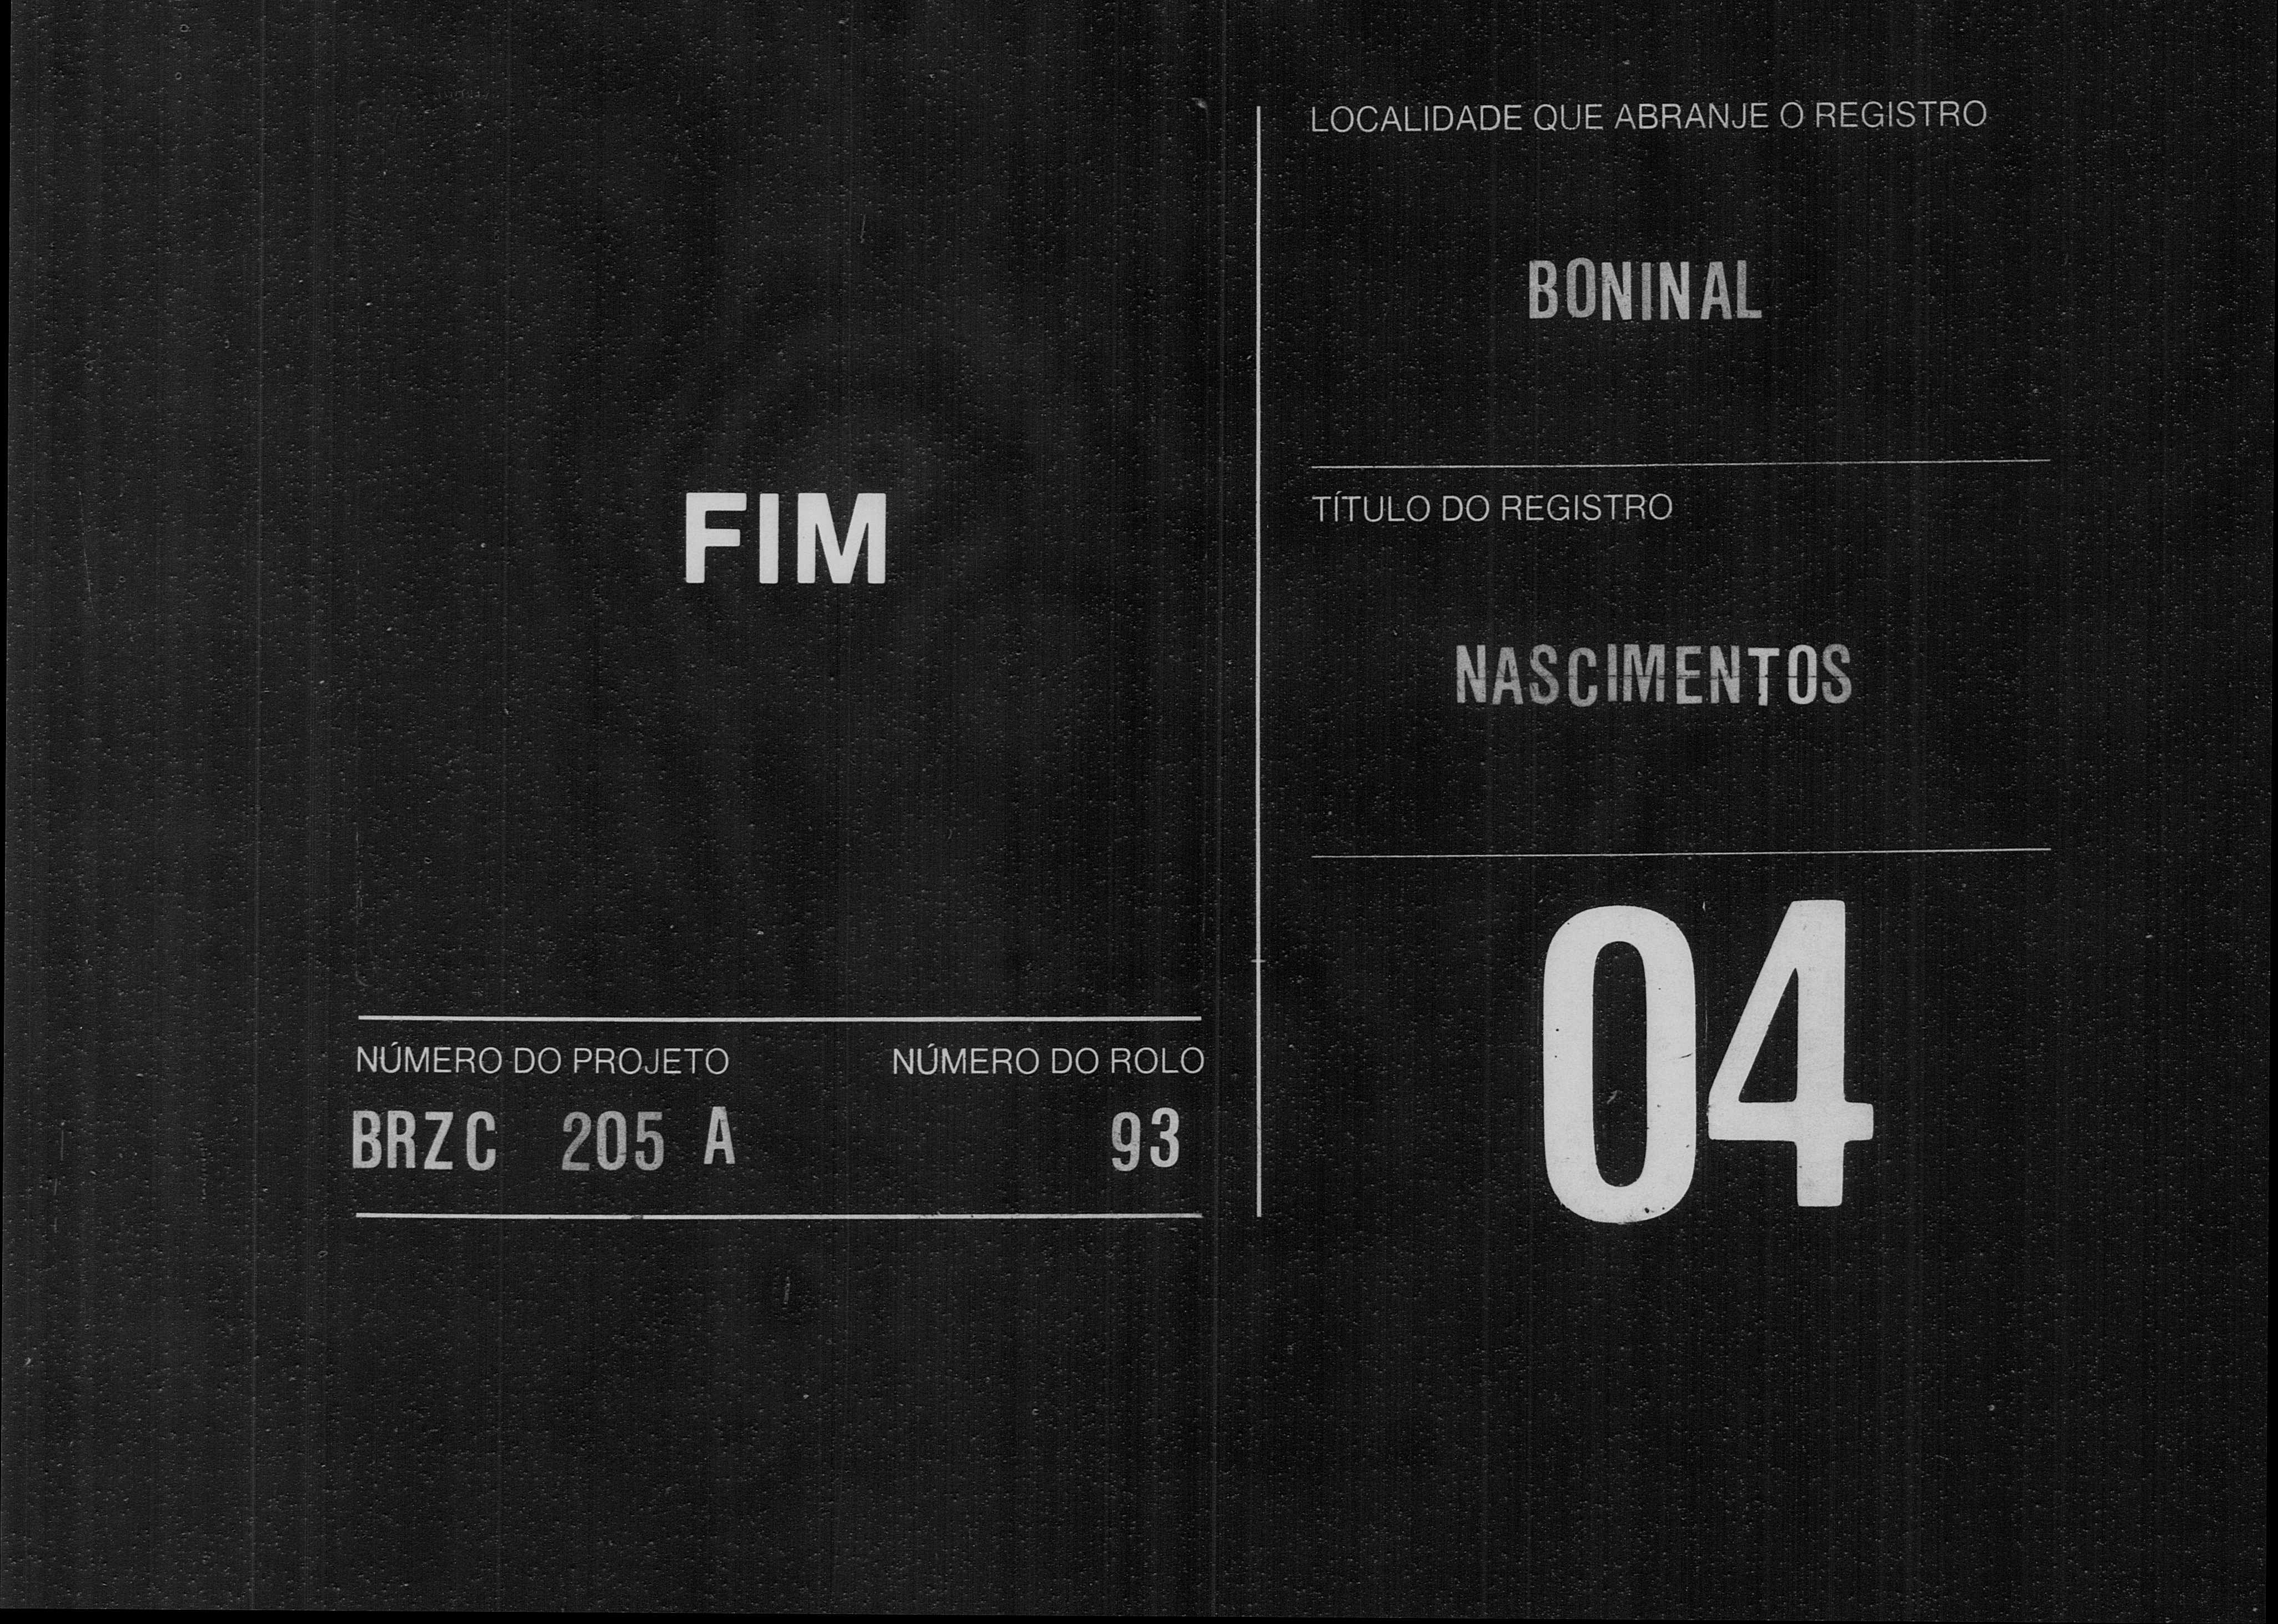 FIM
NÚMERO DO PROJETO
BRZC 205 A
NÚMERO DO ROLO
93
LOCALIDADE QUE ABRANJE O REGISTRO
BONINAL
TÍTULO DO REGISTRO
NASCIMENTOS
04